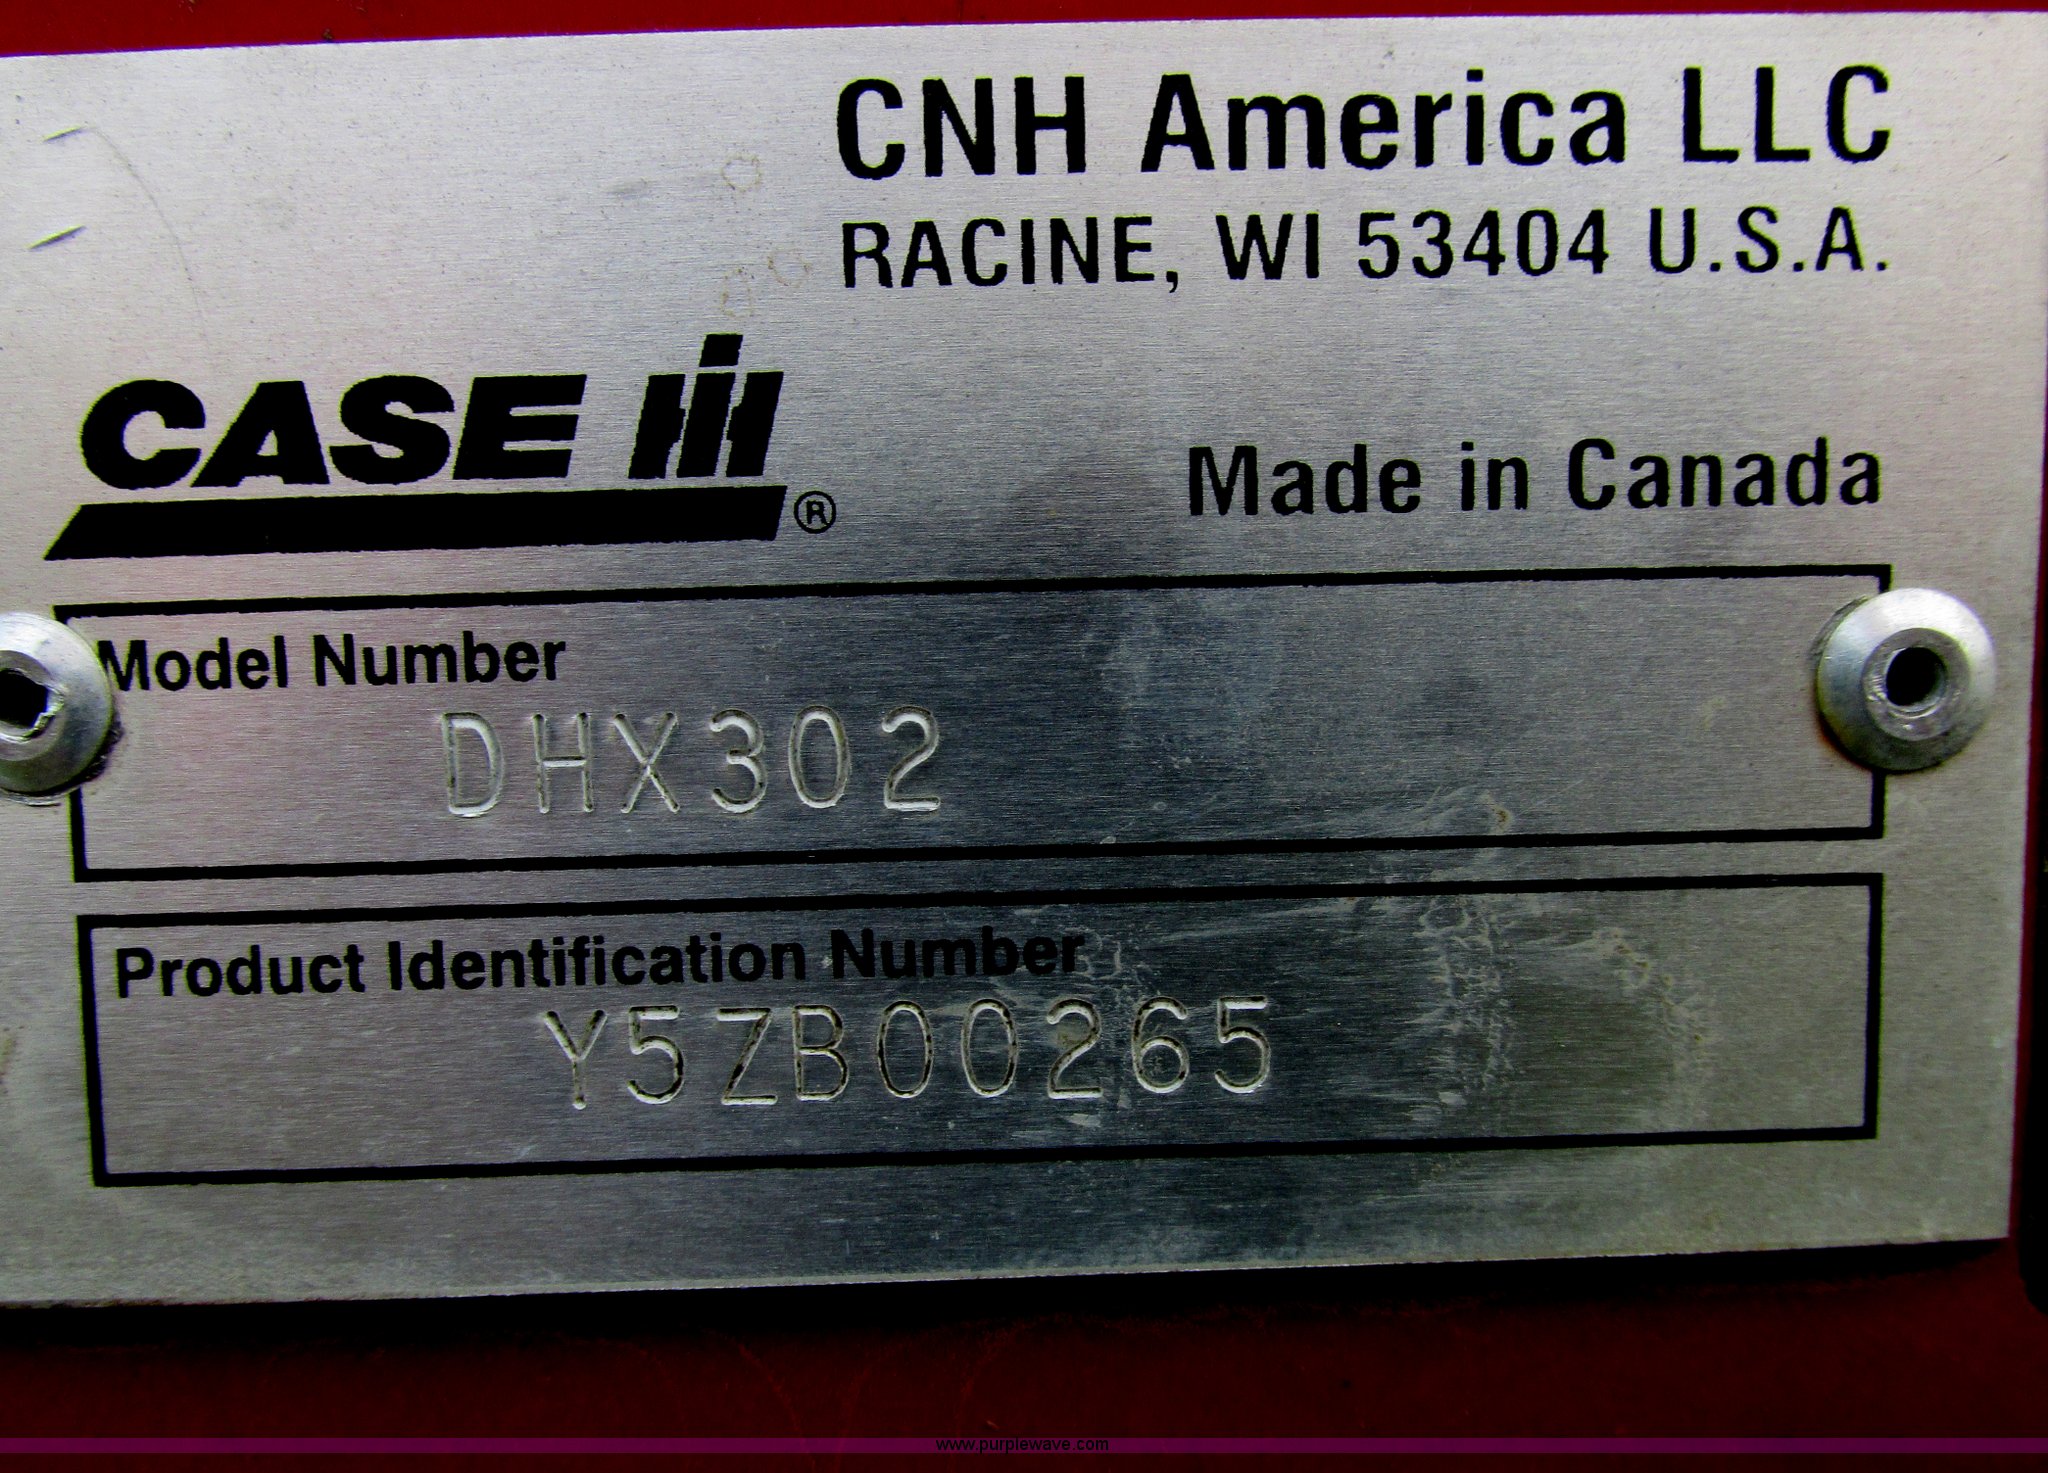 CNH America LLC
RACINE, WI 53404 U.S.A.
CASE IH ®
Made in Canada
Model Number
DHX302
Product Identification Number
Y5ZB00265
www.purplewave.com